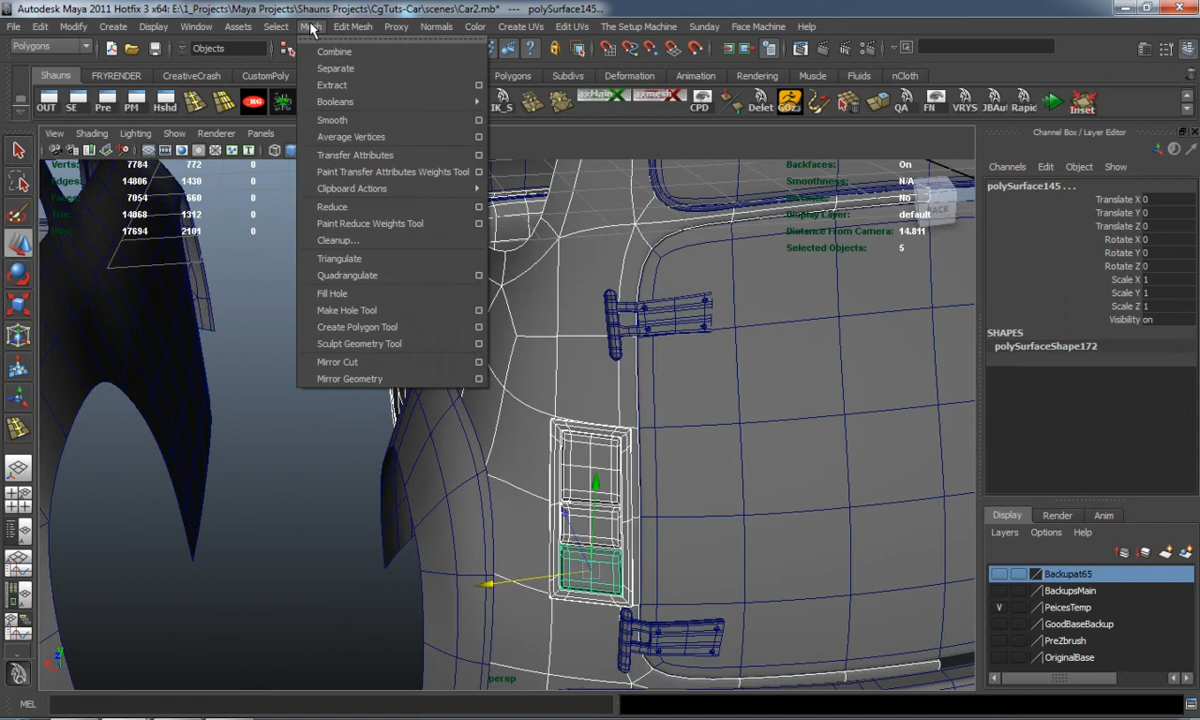 Autodesk Maya 2011 Hotfix 3 x64: E:\1_Projects\Maya Projects\Shauns Projects\CgTuts-Car\scenes\Car2.mb* --- polySurface145...
File Edit Modify Create Display Window Assets Select Mesh Edit Mesh Proxy Normals Color Create UVs Edit UVs The Setup Machine Sunday Face Machine Help
Polygons Objects
Shauns FRYRENDER CreativeCrash CustomPoly Polygons Subdivs Deformation Animation Rendering Muscle Fluids nCloth
OUT SE Pre PM Hshd IK_S axMain axmesh CPD Delet GOZ QA FN VRYS JBAut Rapic Inset
View Shading Lighting Show Renderer Panels
Channel Box / Layer Editor
Channels Edit Object Show
Combine
Separate
Extract
Booleans
Smooth
Average Vertices
Transfer Attributes
Paint Transfer Attributes Weights Tool
Clipboard Actions
Reduce
Paint Reduce Weights Tool
Cleanup...
Triangulate
Quadrangulate
Fill Hole
Make Hole Tool
Create Polygon Tool
Sculpt Geometry Tool
Mirror Cut
Mirror Geometry
Verts: 7784 772 0
Edges: 14806 1430 0
7054 660 0
Tris: 14068 1312 0
17694 2101 0
Backfaces: On
Smoothness: N/A
No
Display Layer: default
Distance From Camera: 14.811
Selected Objects: 5
BACK
persp
polySurface145 ...
Translate X 0
Translate Y 0
Translate Z 0
Rotate X 0
Rotate Y 0
Rotate Z 0
Scale X 1
Scale Y 1
Scale Z 1
Visibility on
SHAPES
polySurfaceShape172
Display Render Anim
Layers Options Help
Backupat65
BackupsMain
V PeicesTemp
GoodBaseBackup
PreZbrush
OriginalBase
MEL